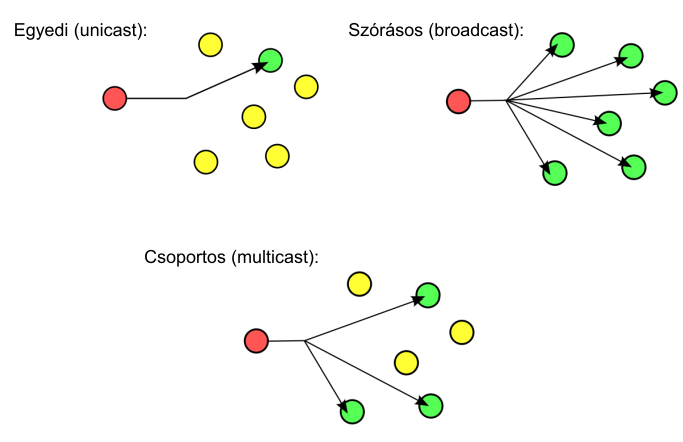 Egyedi (unicast):
Szórásos (broadcast):
Csoportos (multicast):